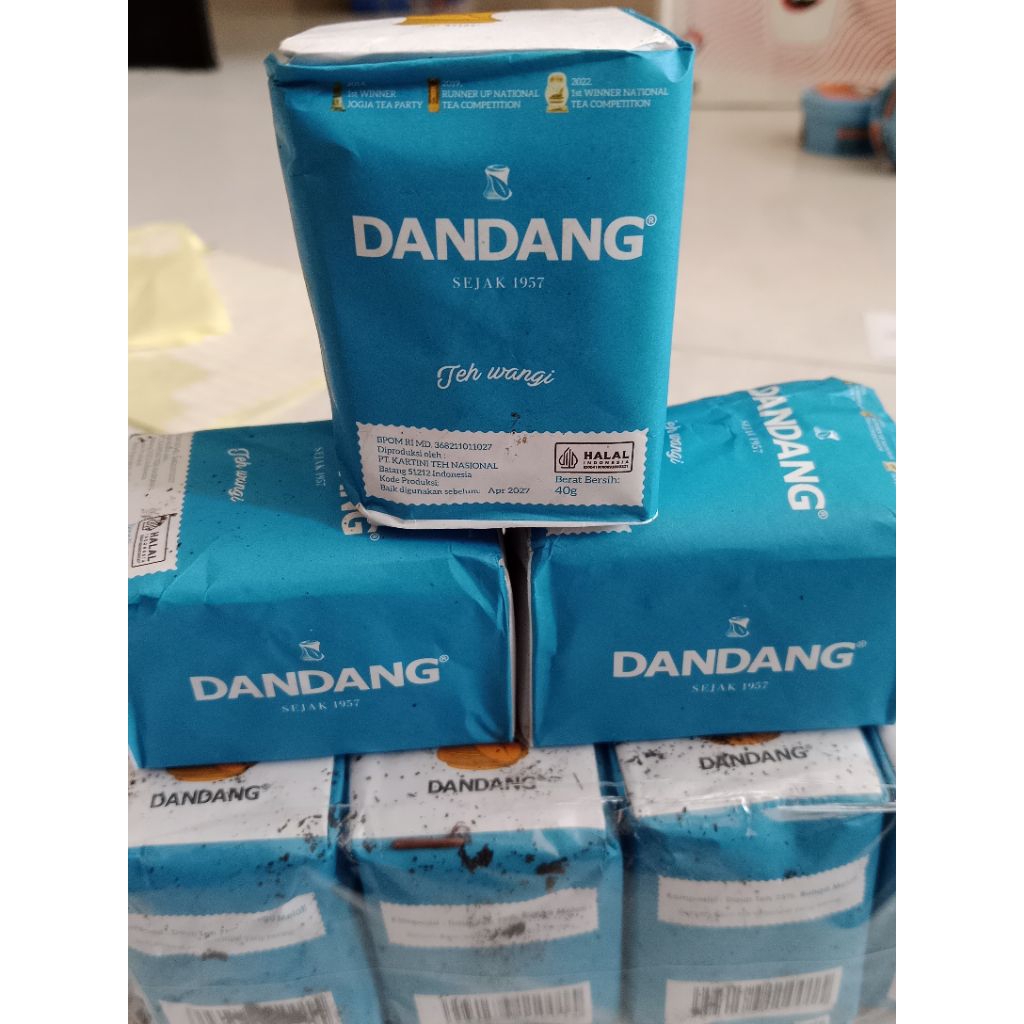 1st WINNER
JOGJA TEA PARTY
2019
RUNNER UP NATIONAL
TEA COMPETITION
2022
1st WINNER NATIONAL
TEA COMPETITION
DANDANG®
SEJAK 1957
Teh wangi
BPOM RI MD. 368211011027
Diproduksi oleh :
PT. KARTINI TEH NASIONAL
Batang 51212 Indonesia
Kode Produksi:
Baik digunakan sebelum: Apr 2027
HALAL
INDONESIA
Berat Bersih:
40g
Teh wangi
HALAL
INDONESIA
DANDANG®
SEJAK 1957
DANDANG®
SEJAK 1957
DANDANG®
SEJAK 1957
DANDANG®
DANDANG®
DANDANG®